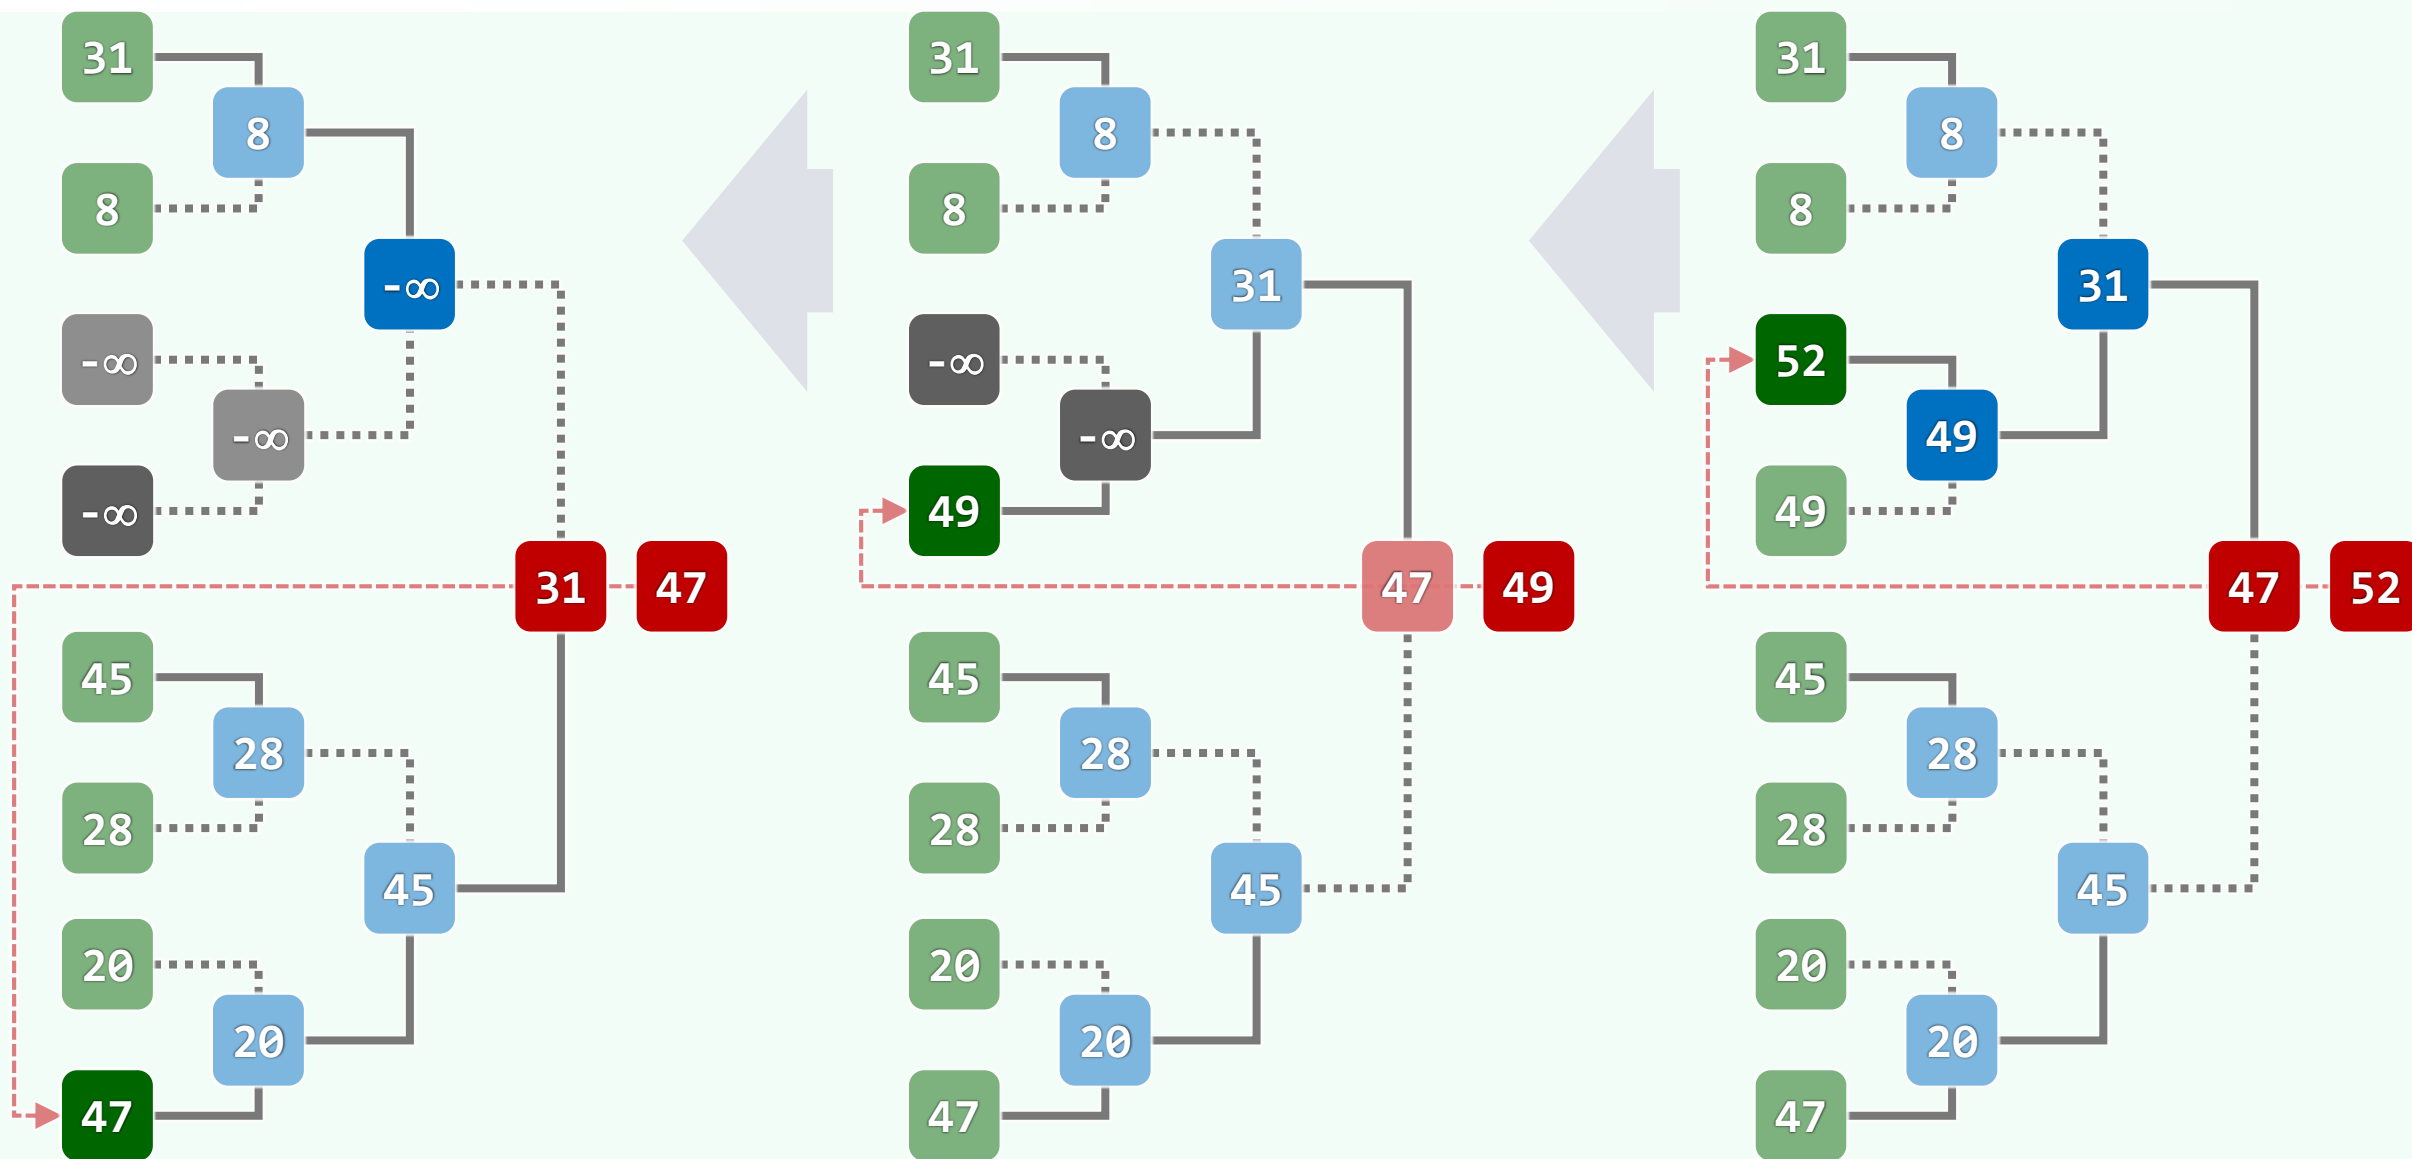 31 31 31
8 8 8
8 8 8
-∞ 31 31
-∞ -∞ 52
-∞ -∞ 49
-∞ 49 49
31 47 47 49 47 52
45 45 45
28 28 28
28 28 28
45 45 45
20 20 20
20 20 20
47 47 47